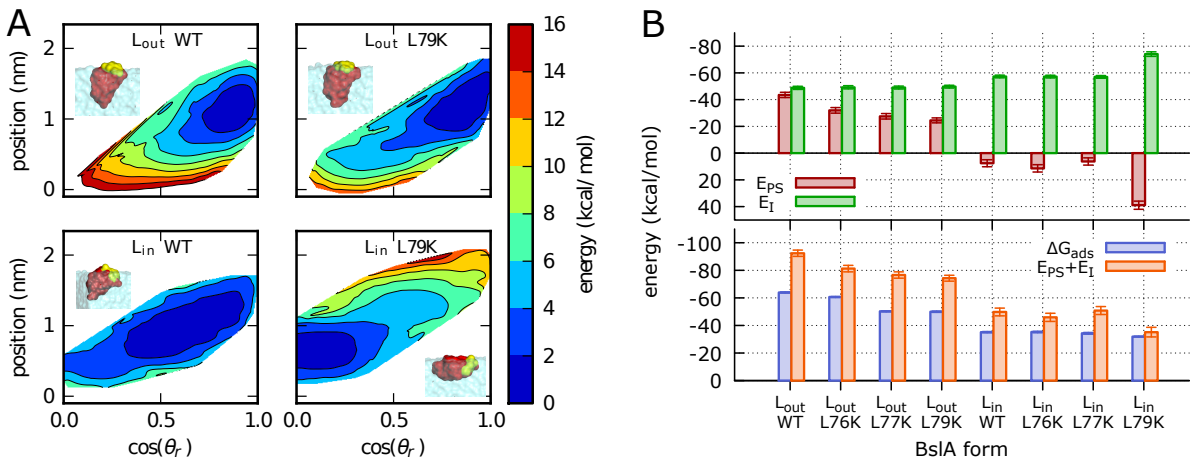 A
L_out WT
L_out L79K
position (nm)
2
1
0
L_in WT
L_in L79K
position (nm)
2
1
0
0.0 0.5 1.0
0.0 0.5 1.0
cos(θ_r)
cos(θ_r)
16
14
12
10
8
6
4
2
0
energy (kcal/mol)
B
energy (kcal/mol)
-80
-60
-40
-20
0
20
40
E_PS
E_I
-100
-80
-60
-40
-20
0
ΔG_ads
E_PS+E_I
L_out WT
L_out L76K
L_out L77K
L_out L79K
L_in WT
L_in L76K
L_in L77K
L_in L79K
BslA form